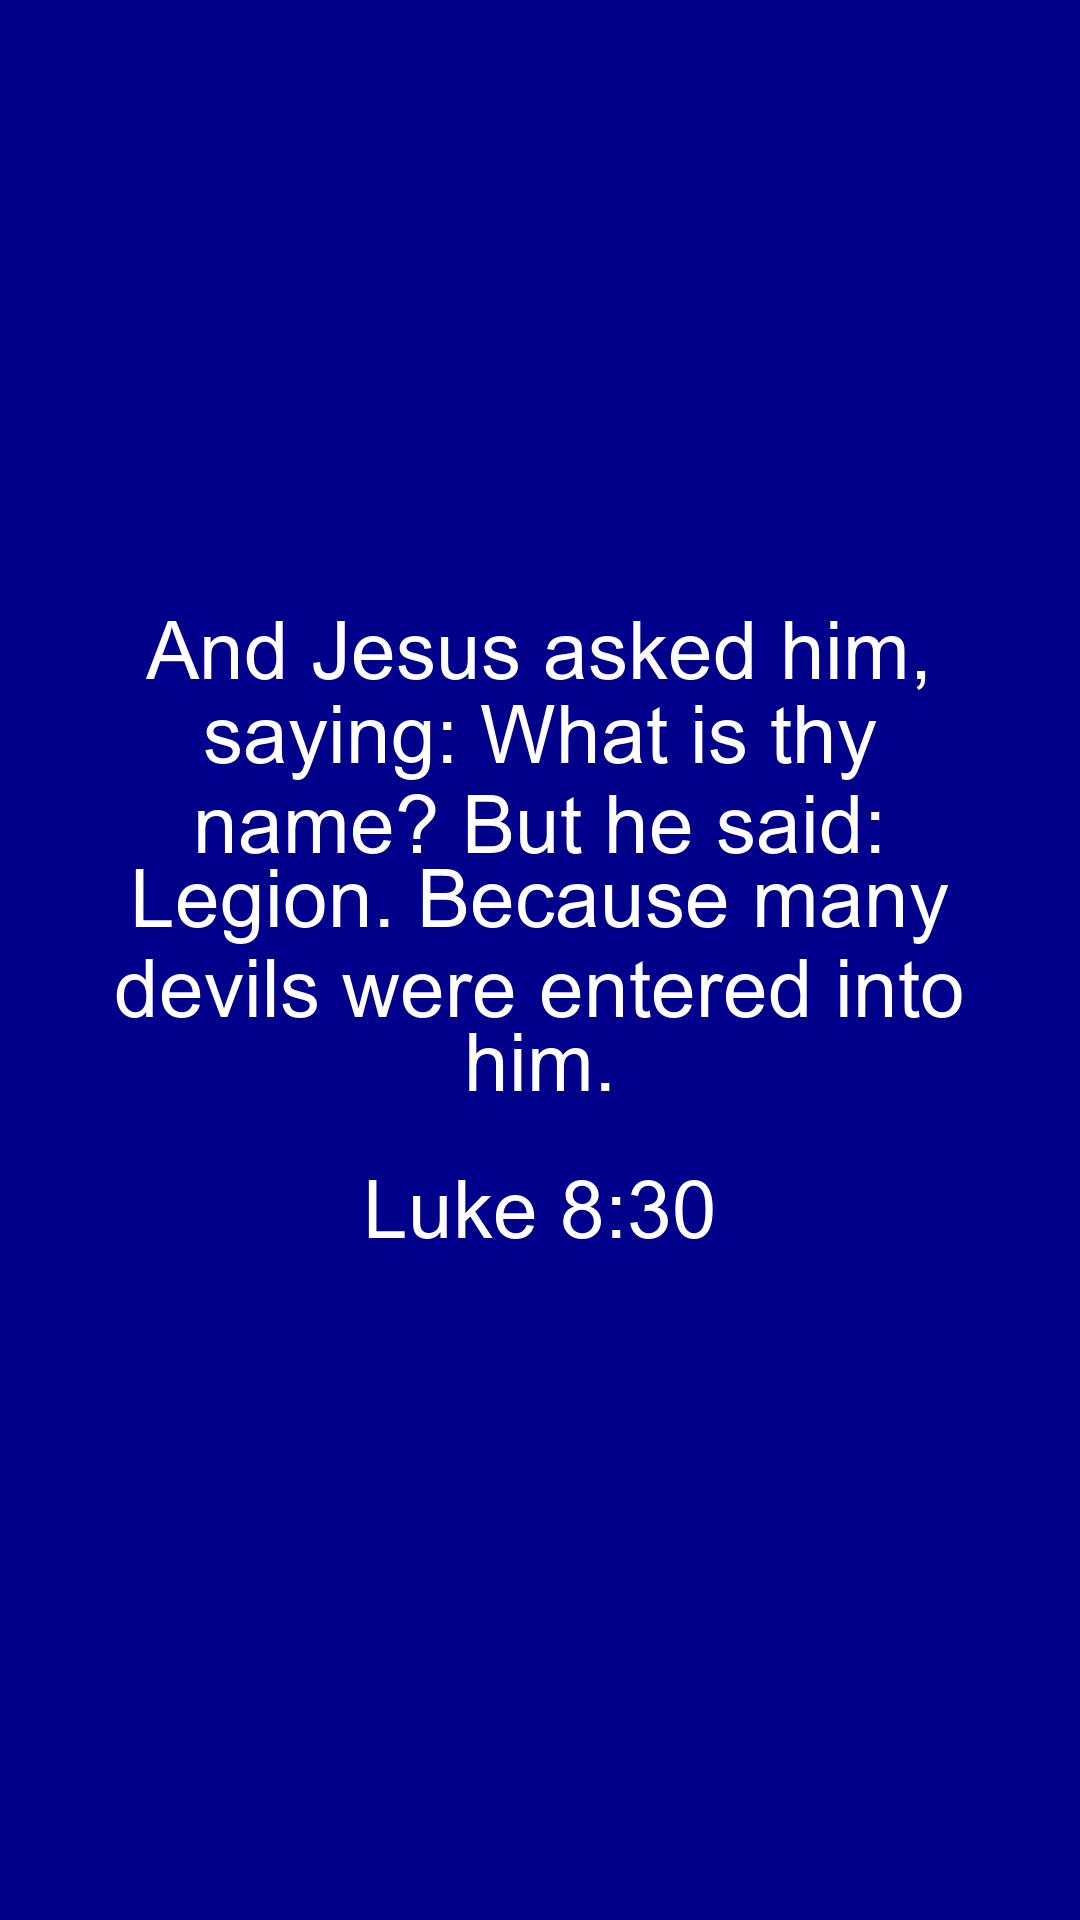 And Jesus asked him,
saying: What is thy
name? But he said:
Legion. Because many
devils were entered into
him.
Luke 8:30